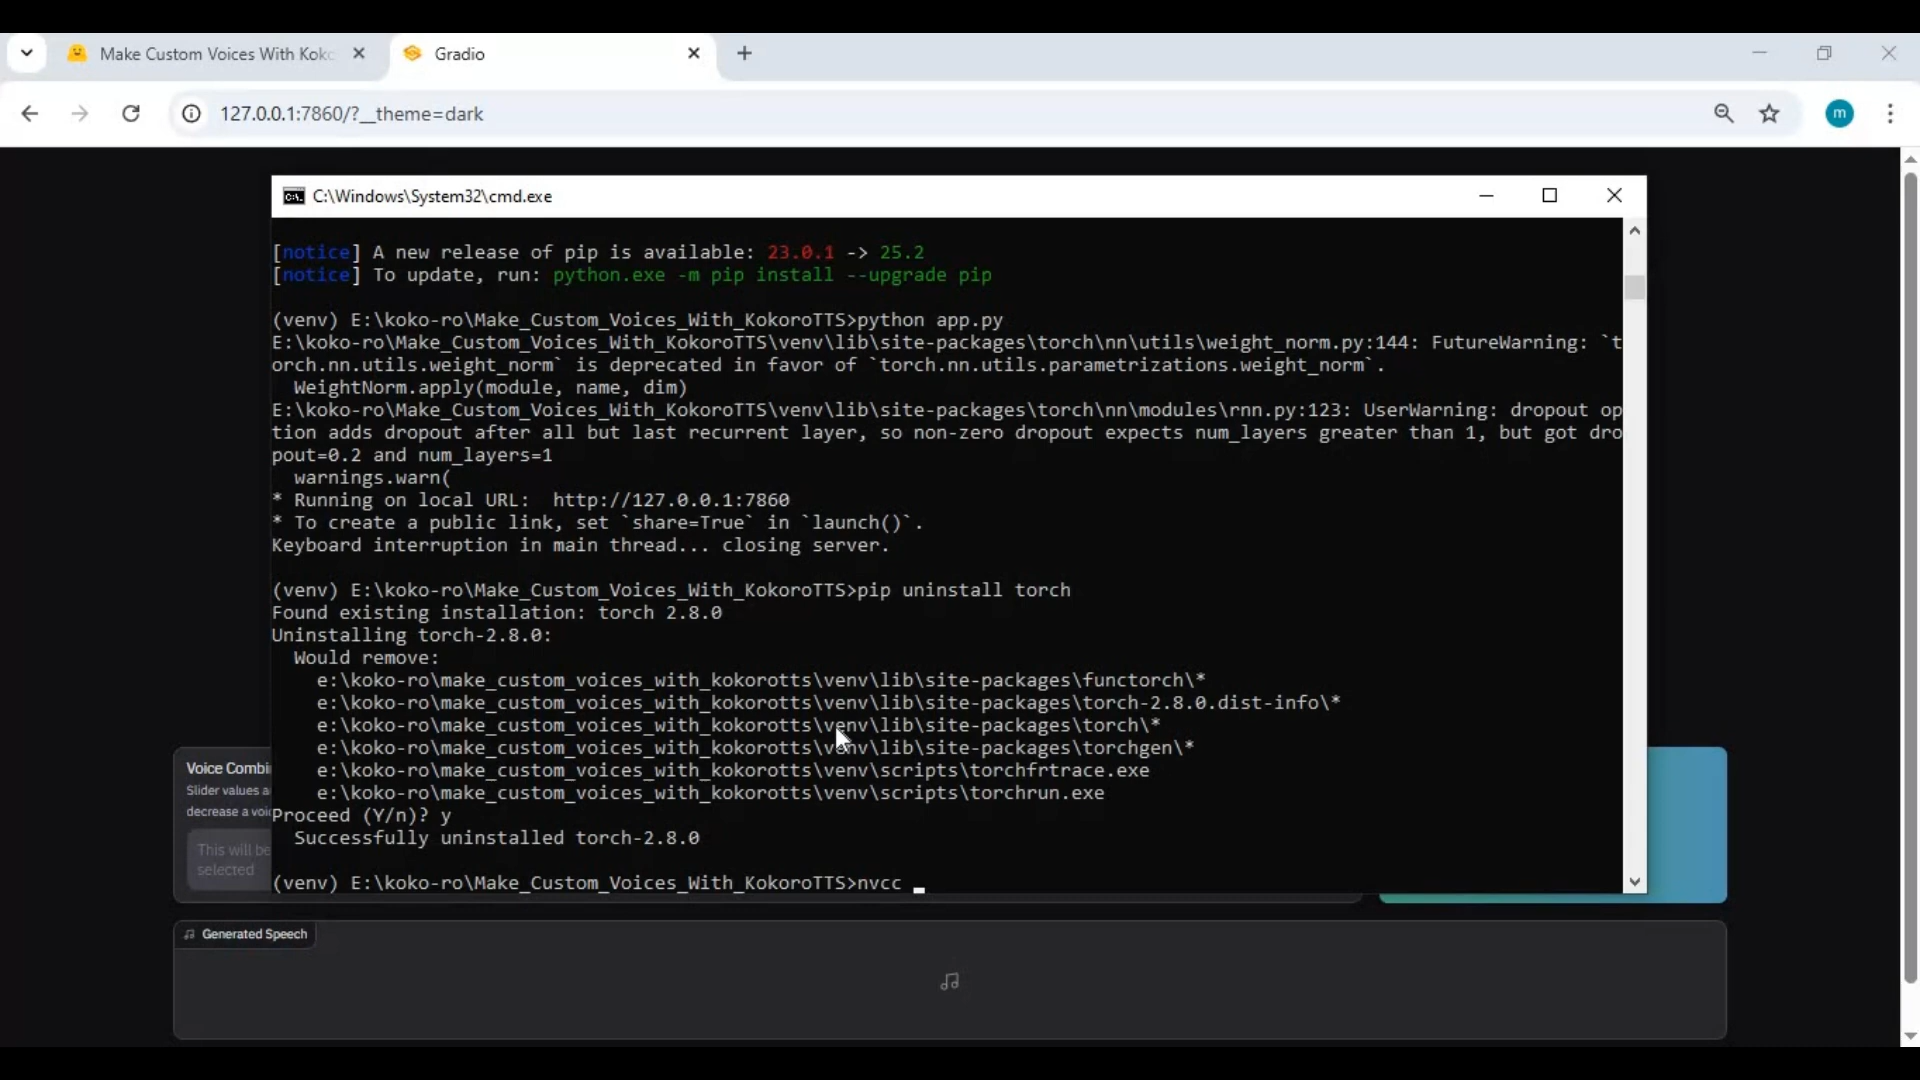 Make Custom Voices With Koko
Gradio
127.0.0.1:7860/?__theme=dark
m
C:\Windows\System32\cmd.exe
[notice] A new release of pip is available: 23.0.1 -> 25.2
[notice] To update, run: python.exe -m pip install --upgrade pip
(venv) E:\koko-ro\Make_Custom_Voices_With_KokoroTTS>python app.py
E:\koko-ro\Make_Custom_Voices_With_KokoroTTS\venv\lib\site-packages\torch\nn\utils\weight_norm.py:144: FutureWarning: `t
orch.nn.utils.weight_norm` is deprecated in favor of `torch.nn.utils.parametrizations.weight_norm`.
WeightNorm.apply(module, name, dim)
E:\koko-ro\Make_Custom_Voices_With_KokoroTTS\venv\lib\site-packages\torch\nn\modules\rnn.py:123: UserWarning: dropout op
tion adds dropout after all but last recurrent layer, so non-zero dropout expects num_layers greater than 1, but got dro
pout=0.2 and num_layers=1
warnings.warn(
* Running on local URL:  http://127.0.0.1:7860
* To create a public link, set `share=True` in `launch()`.
Keyboard interruption in main thread... closing server.
(venv) E:\koko-ro\Make_Custom_Voices_With_KokoroTTS>pip uninstall torch
Found existing installation: torch 2.8.0
Uninstalling torch-2.8.0:
Would remove:
e:\koko-ro\make_custom_voices_with_kokorotts\venv\lib\site-packages\functorch\*
e:\koko-ro\make_custom_voices_with_kokorotts\venv\lib\site-packages\torch-2.8.0.dist-info\*
e:\koko-ro\make_custom_voices_with_kokorotts\venv\lib\site-packages\torch\*
e:\koko-ro\make_custom_voices_with_kokorotts\venv\lib\site-packages\torchgen\*
e:\koko-ro\make_custom_voices_with_kokorotts\venv\scripts\torchfrtrace.exe
e:\koko-ro\make_custom_voices_with_kokorotts\venv\scripts\torchrun.exe
Proceed (Y/n)? y
Successfully uninstalled torch-2.8.0
(venv) E:\koko-ro\Make_Custom_Voices_With_KokoroTTS>nvcc
Voice Combi
Slider values a
decrease a voic
This will be
selected
Generated Speech